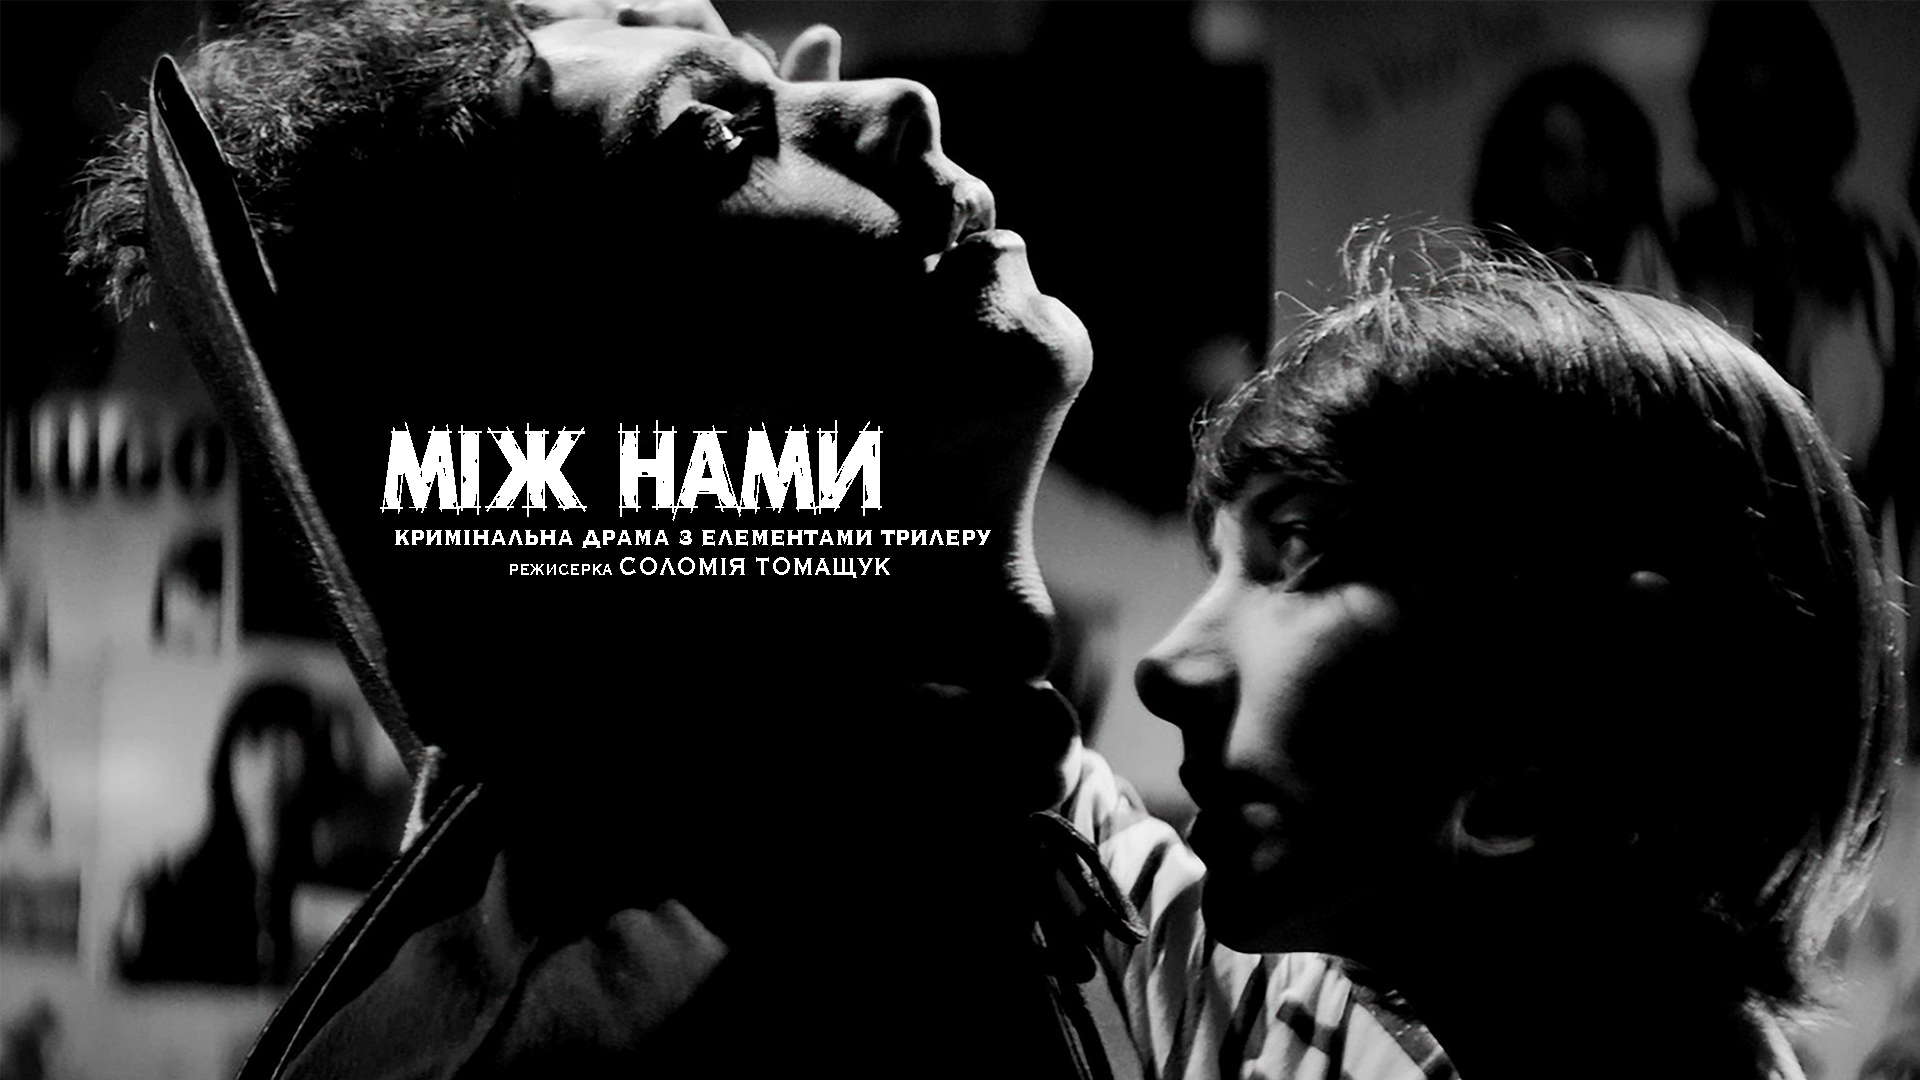 МІЖ НАМИ
КРИМІНАЛЬНА ДРАМА З ЕЛЕМЕНТАМИ ТРИЛЕРУ
РЕЖИСЕРКА СОЛОМІЯ ТОМАЩУК